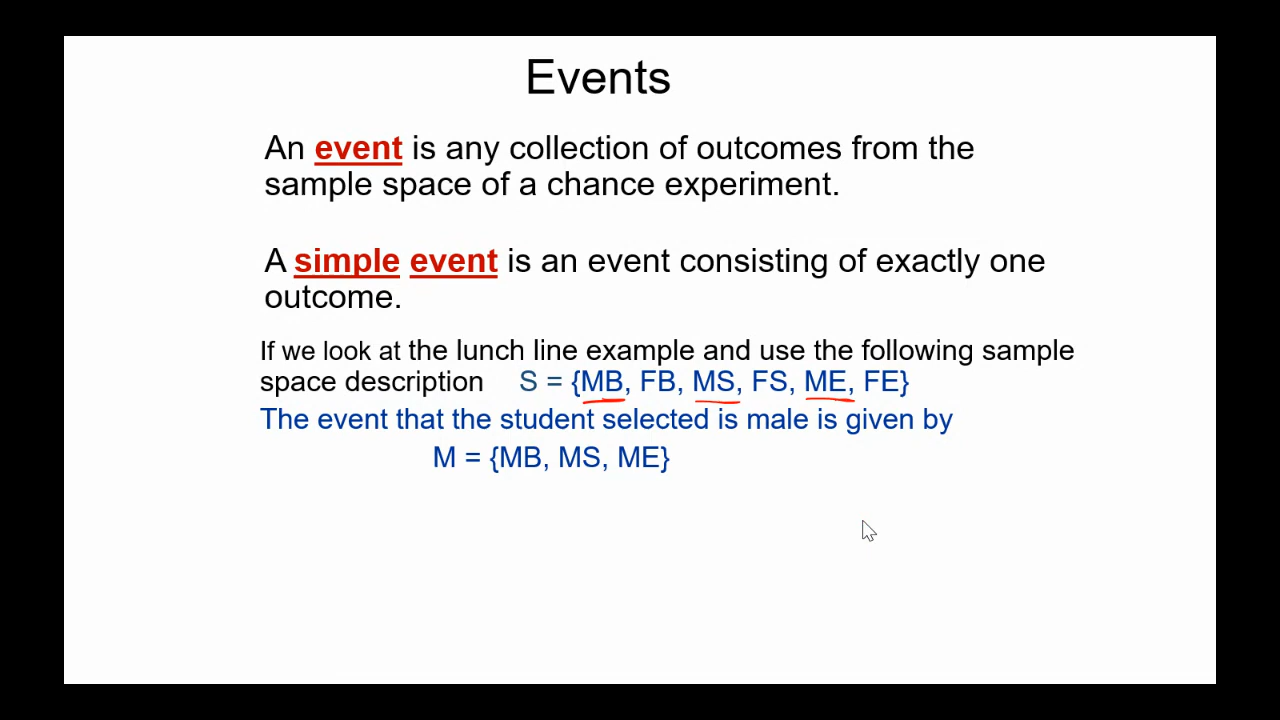 Events
An event is any collection of outcomes from the
sample space of a chance experiment.
A simple event is an event consisting of exactly one
outcome.
If we look at the lunch line example and use the following sample
space description S = {MB, FB, MS, FS, ME, FE}
The event that the student selected is male is given by
M = {MB, MS, ME}